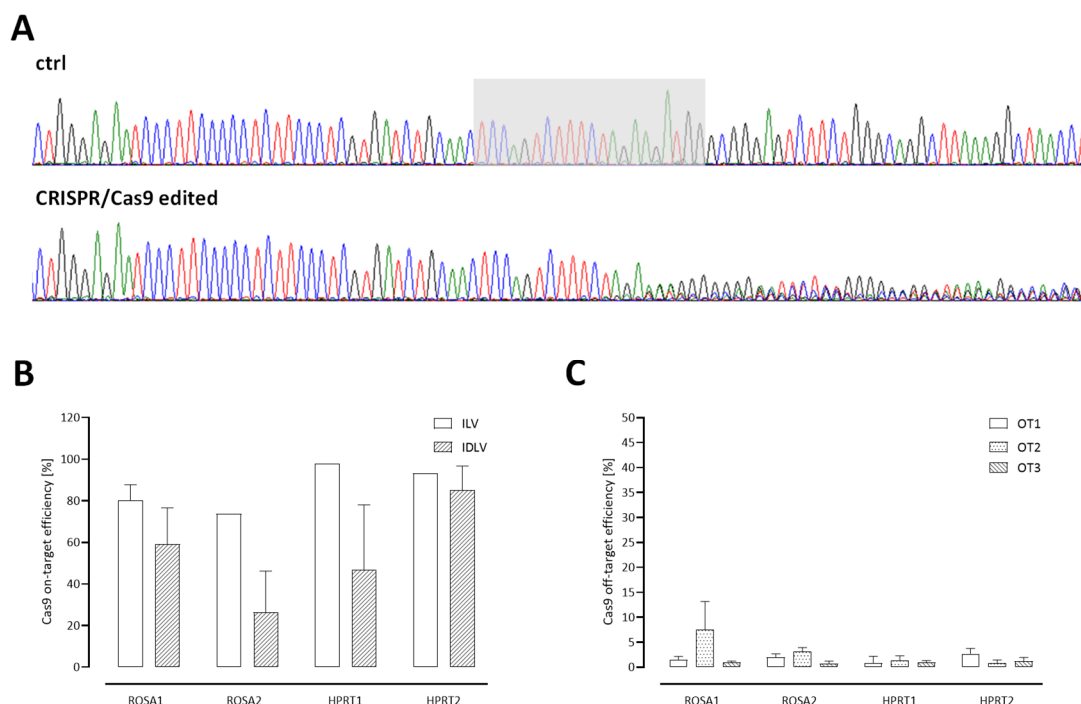 A
ctrl
CRISPR/Cas9 edited
B
Cas9 on-target efficiency [%]
120
100
80
60
40
20
0
ILV
IDLV
ROSA1 ROSA2 HPRT1 HPRT2
C
Cas9 off-target efficiency [%]
50
45
40
35
30
25
20
15
10
5
0
OT1
OT2
OT3
ROSA1 ROSA2 HPRT1 HPRT2